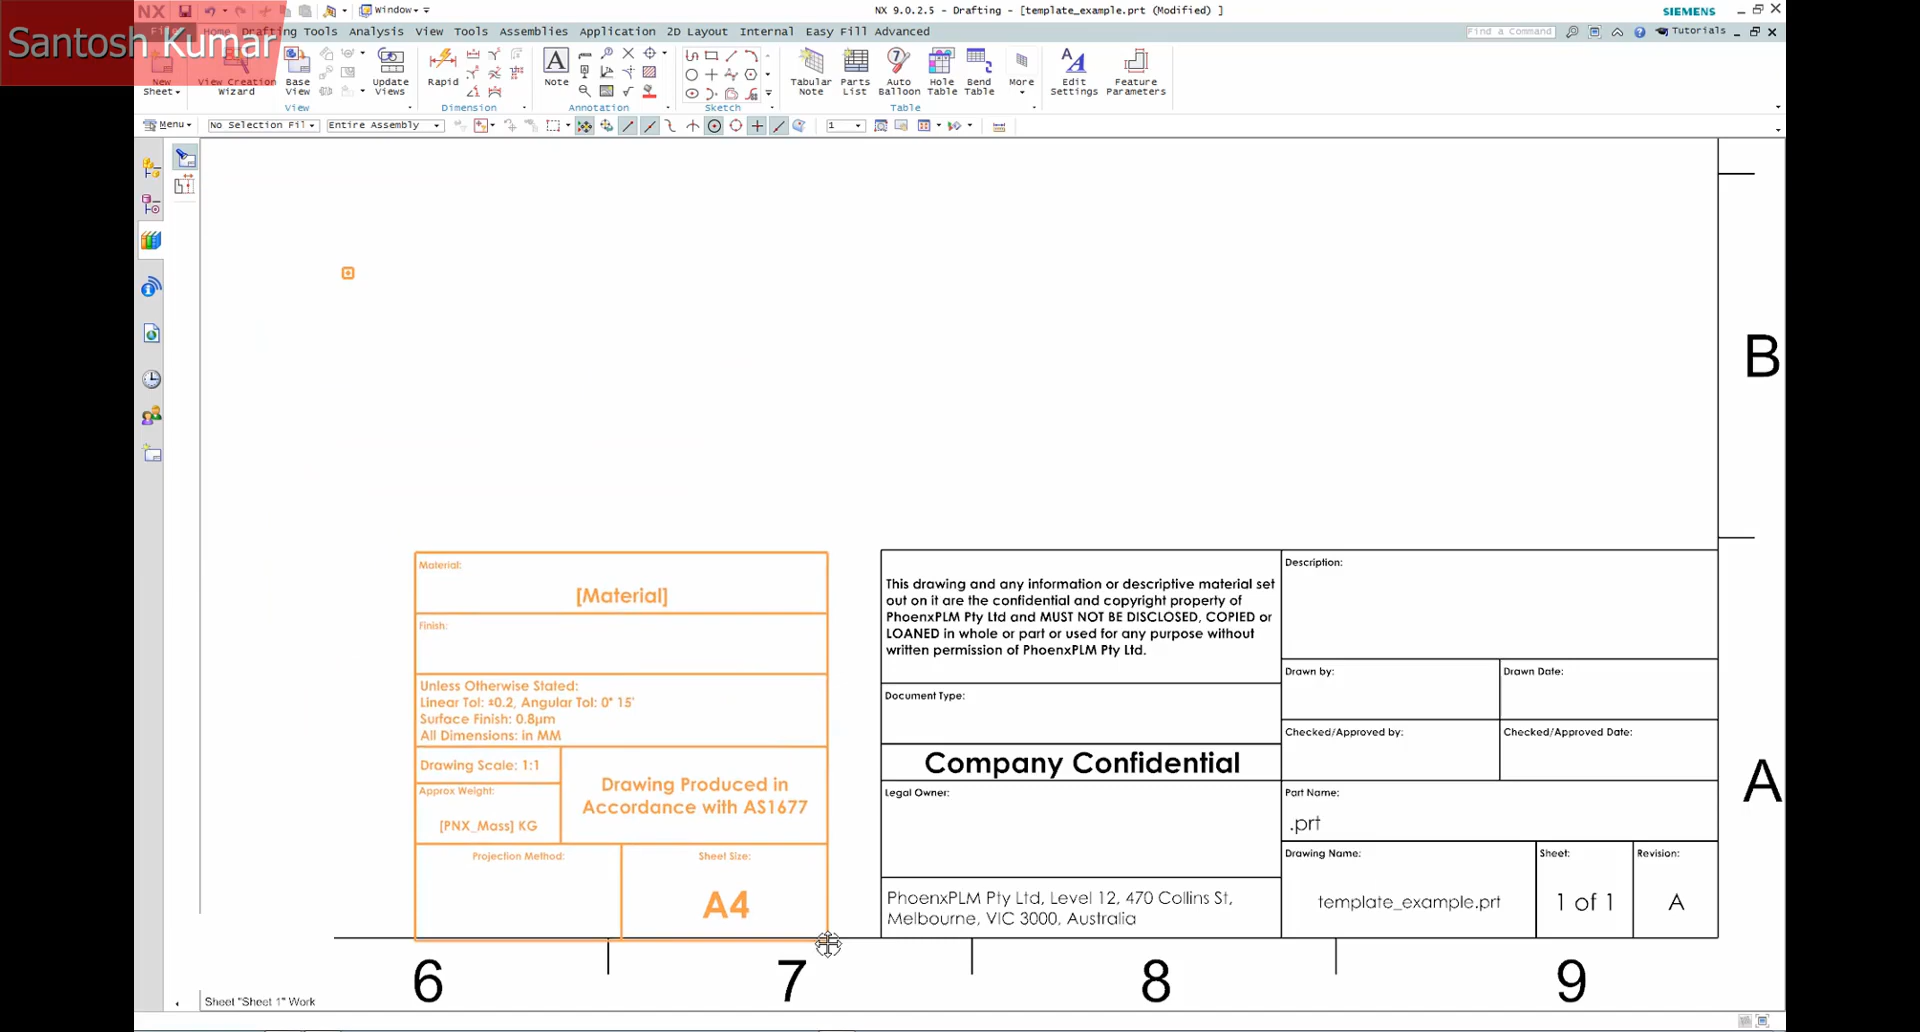 NX
Window
NX 9.0.2.5 - Drafting - [template_example.prt (Modified) ]
SIEMENS
Santosh Kumar
Drafting Tools
Analysis
View
Tools
Assemblies
Application
2D Layout
Internal
Easy Fill Advanced
Find a Command
Tutorials
New
Sheet
View Creation
Wizard
Base
View
Update
Views
Rapid
Note
A
Tabular
Note
Parts
List
Auto
Balloon
Hole
Table
Bend
Table
More
Edit
Settings
Feature
Parameters
View
Dimension
Annotation
Sketch
Table
Menu
No Selection Fil
Entire Assembly
1
B
Material:
[Material]
Finish:
Unless Otherwise Stated:
Linear Tol: ±0.2, Angular Tol: 0° 15'
Surface Finish: 0.8µm
All Dimensions: in MM
Drawing Scale: 1:1
Approx Weight:
[PNX_Mass] KG
Drawing Produced in
Accordance with AS1677
Projection Method:
Sheet Size:
A4
This drawing and any information or descriptive material set
out on it are the confidential and copyright property of
PhoenxPLM Pty Ltd and MUST NOT BE DISCLOSED, COPIED or
LOANED in whole or part or used for any purpose without
written permission of PhoenxPLM Pty Ltd.
Document Type:
Company Confidential
Legal Owner:
PhoenxPLM Pty Ltd, Level 12, 470 Collins St,
Melbourne, VIC 3000, Australia
Description:
Drawn by:
Drawn Date:
Checked/Approved by:
Checked/Approved Date:
Part Name:
.prt
Drawing Name:
template_example.prt
Sheet:
1 of 1
Revision:
A
A
6
7
8
9
Sheet "Sheet 1" Work